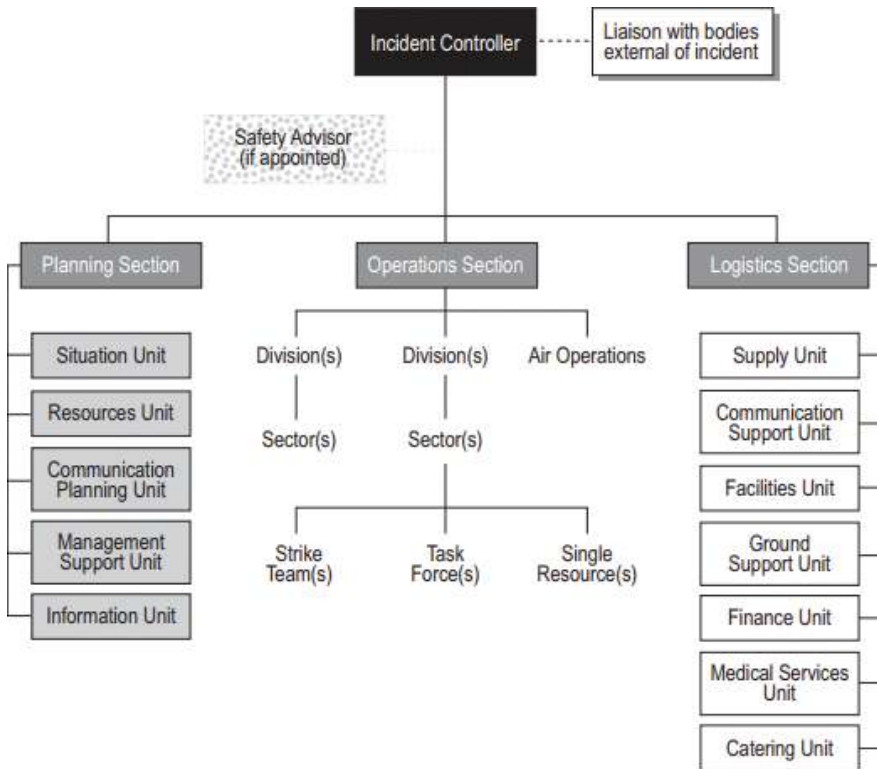 Incident Controller
Liaison with bodies
external of incident
Safety Advisor
(if appointed)
Planning Section
Operations Section
Logistics Section
Situation Unit
Resources Unit
Communication
Planning Unit
Management
Support Unit
Information Unit
Division(s)
Division(s)
Air Operations
Sector(s)
Sector(s)
Strike
Team(s)
Task
Force(s)
Single
Resource(s)
Supply Unit
Communication
Support Unit
Facilities Unit
Ground
Support Unit
Finance Unit
Medical Services
Unit
Catering Unit